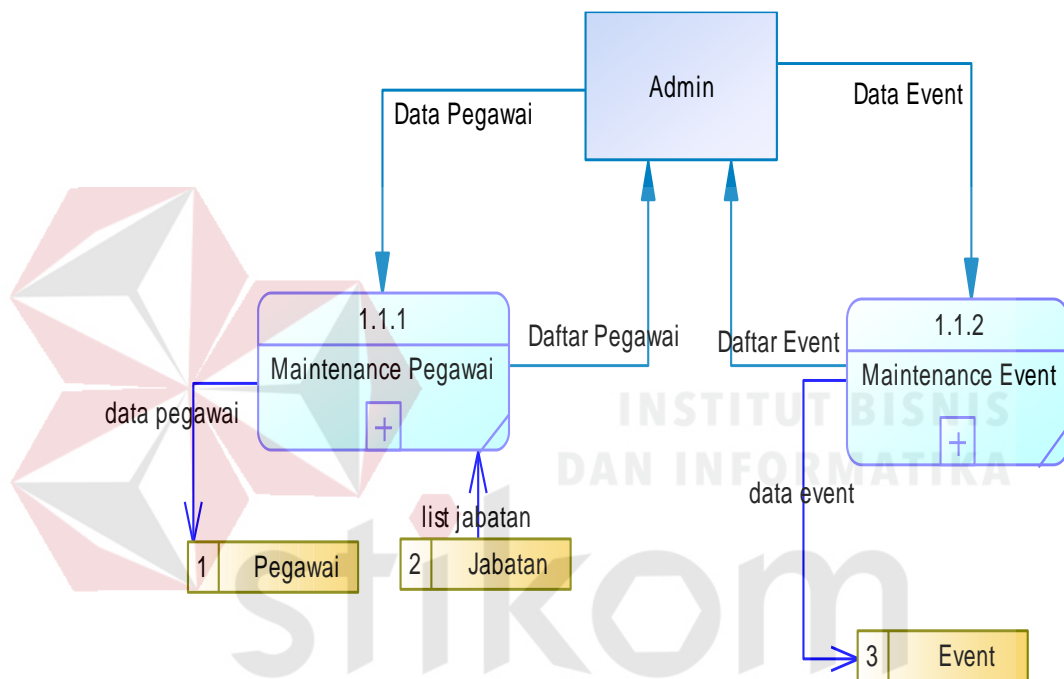 Admin
Data Pegawai
Data Event
1.1.1
Maintenance Pegawai
Daftar Pegawai
Daftar Event
1.1.2
Maintenance Event
data pegawai
INSTITUT BISNIS
DAN INFORMATIKA
list jabatan
data event
1 Pegawai
2 Jabatan
stikom
3 Event